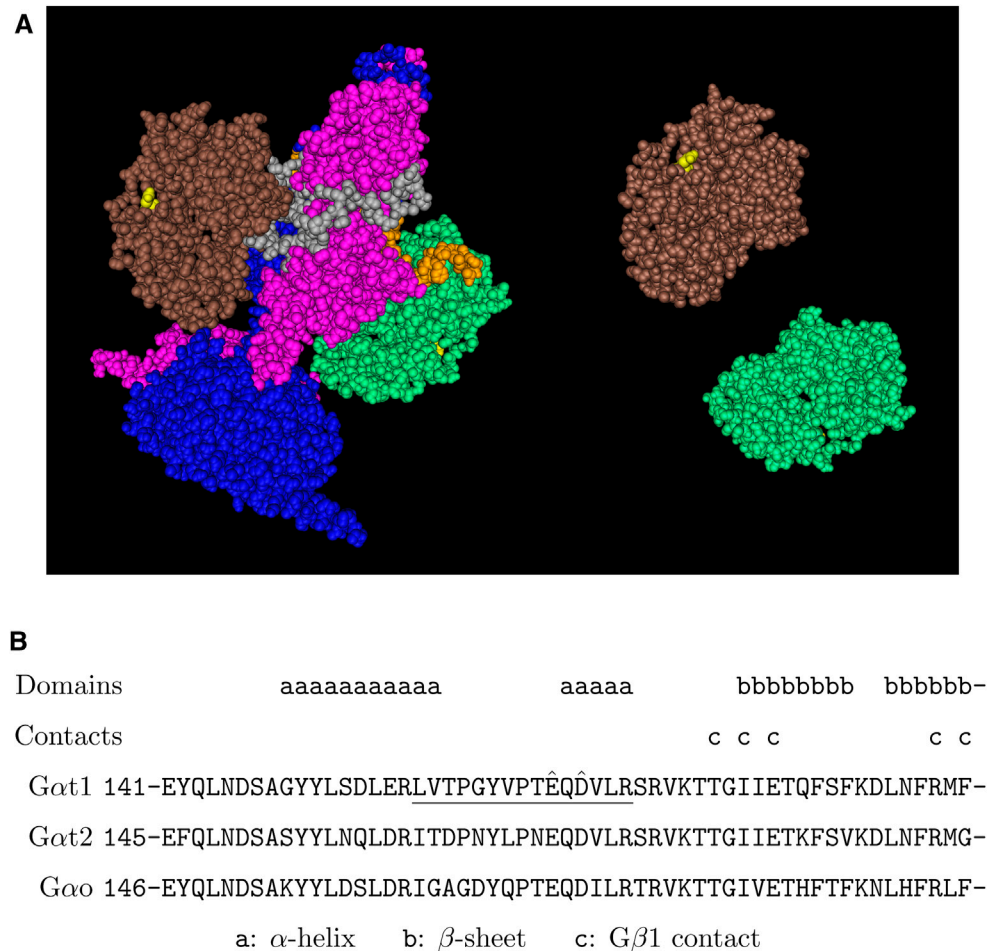 A
B
Domains aaaaaaaaaaa aaaaa bbbbbbbb bbbbbb-
Contacts c c c c c
Gαt1 141-EYQLNDSAGYYLSDLERLVTPGYVPTÊQD̂VLRSRVKTTGIIETQFSFKDLNFRMF-
Gαt2 145-EFQLNDSASYYLNQLDRITDPNYLPNEQDVLRSRVKTTGIIETKFSVKDLNFRMG-
Gαo 146-EYQLNDSAKYYLDSLDRIGAGDYQPTEQDILRTRVKTTGIVETHFTFKNLHFRLF-
a: α-helix b: β-sheet c: Gβ1 contact